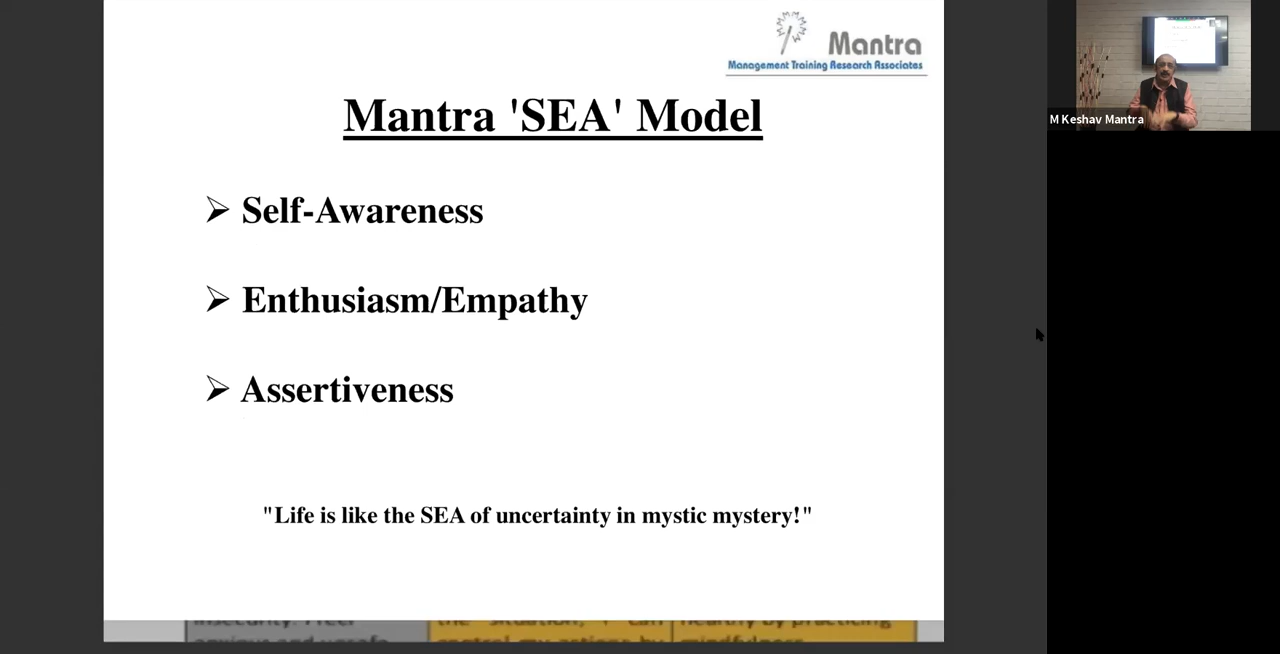 Mantra
Management Training Research Associates
Mantra 'SEA' Model
➢ Self-Awareness
➢ Enthusiasm/Empathy
➢ Assertiveness
"Life is like the SEA of uncertainty in mystic mystery!"
M Keshav Mantra